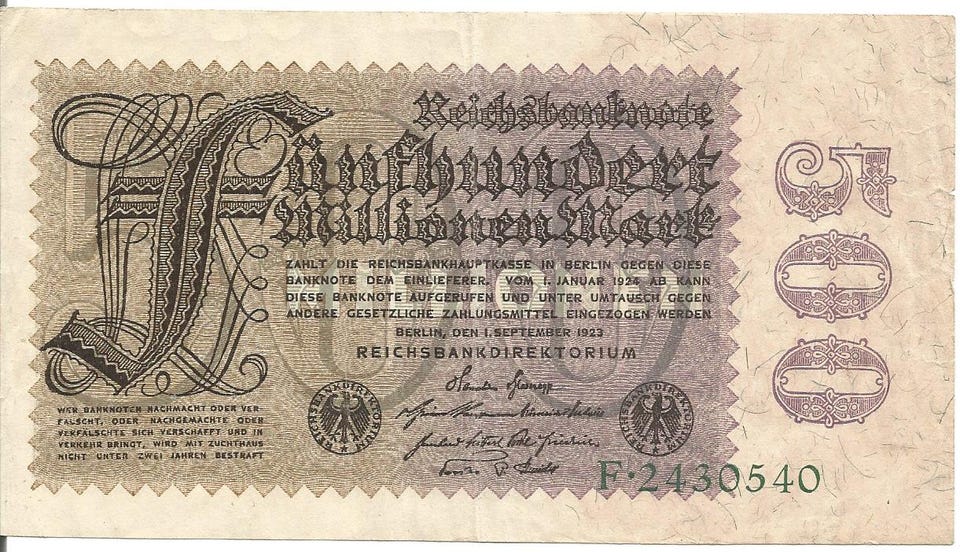 Reichsbanknote
Fünfhundert
Millionen Mark
ZAHLT DIE REICHSBANKHAUPTKASSE IN BERLIN GEGEN DIESE
BANKNOTE DEM EINLIEFERER. VOM 1. JANUAR 1924 AB KANN
DIESE BANKNOTE AUFGERUFEN UND UNTER UMTAUSCH GEGEN
ANDERE GESETZLICHE ZAHLUNGSMITTEL EINGEZOGEN WERDEN
BERLIN, DEN 1. SEPTEMBER 1923
REICHSBANKDIREKTORIUM
WER BANKNOTEN NACHMACHT ODER VER-
FÄLSCHT, ODER NACHGEMACHTE ODER
VERFÄLSCHTE SICH VERSCHAFFT UND IN
VERKEHR BRINGT, WIRD MIT ZUCHTHAUS
NICHT UNTER ZWEI JAHREN BESTRAFT
REICHSBANKDIREKTORIUM
REICHSBANKDIREKTORIUM
F·2430540
500